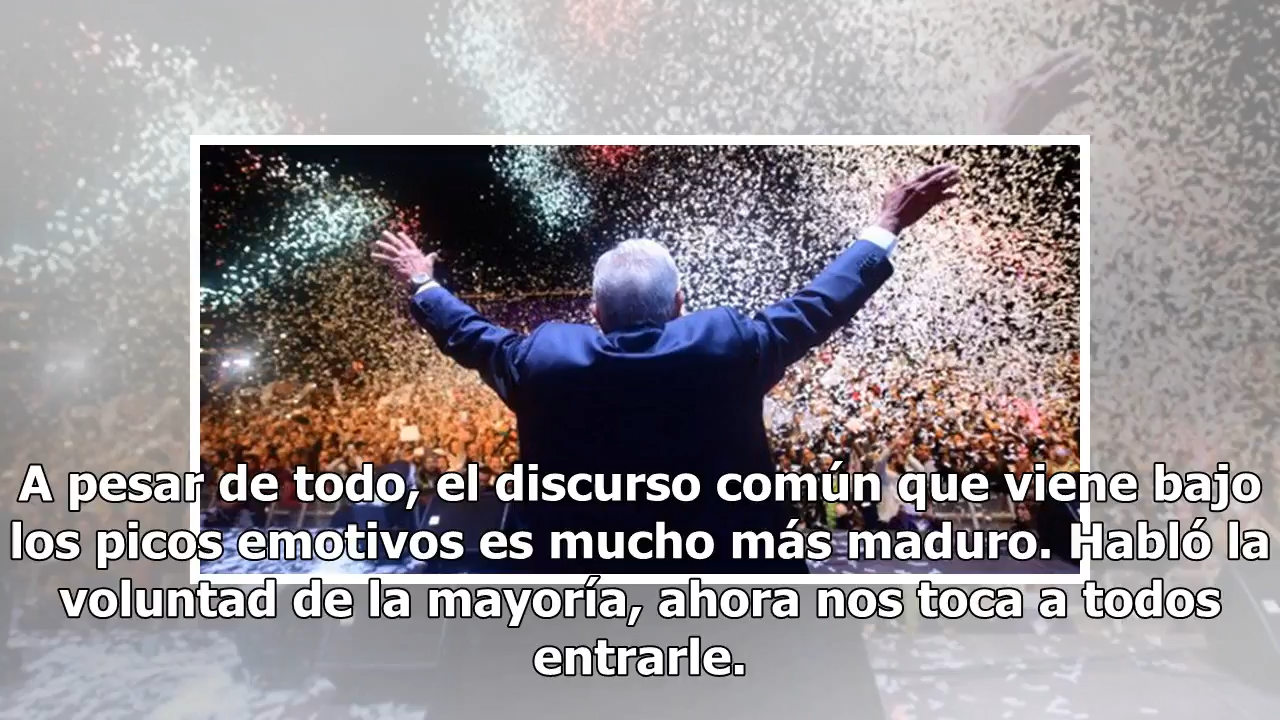 A pesar de todo, el discurso común que viene bajo
los picos emotivos es mucho más maduro. Habló la
voluntad de la mayoría, ahora nos toca a todos
entrarle.